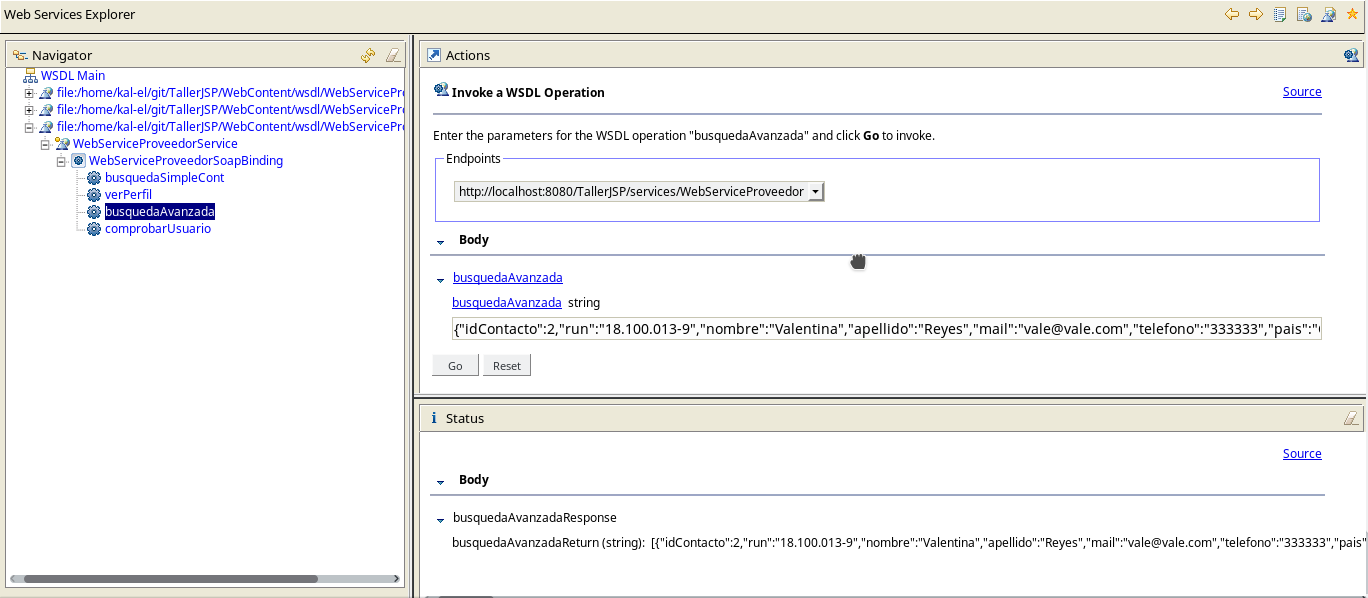 Web Services Explorer
Navigator
WSDL Main
file:/home/kal-el/git/TallerJSP/WebContent/wsdl/WebServicePro
file:/home/kal-el/git/TallerJSP/WebContent/wsdl/WebServicePro
file:/home/kal-el/git/TallerJSP/WebContent/wsdl/WebServicePro
WebServiceProveedorService
WebServiceProveedorSoapBinding
busquedaSimpleCont
verPerfil
busquedaAvanzada
comprobarUsuario
Actions
Invoke a WSDL Operation
Source
Enter the parameters for the WSDL operation "busquedaAvanzada" and click Go to invoke.
Endpoints
http://localhost:8080/TallerJSP/services/WebServiceProveedor
Body
busquedaAvanzada
busquedaAvanzada string
{"idContacto":2,"run":"18.100.013-9","nombre":"Valentina","apellido":"Reyes","mail":"vale@vale.com","telefono":"333333","pais":"
Go Reset
Status
Source
Body
busquedaAvanzadaResponse
busquedaAvanzadaReturn (string): [{"idContacto":2,"run":"18.100.013-9","nombre":"Valentina","apellido":"Reyes","mail":"vale@vale.com","telefono":"333333","pais"